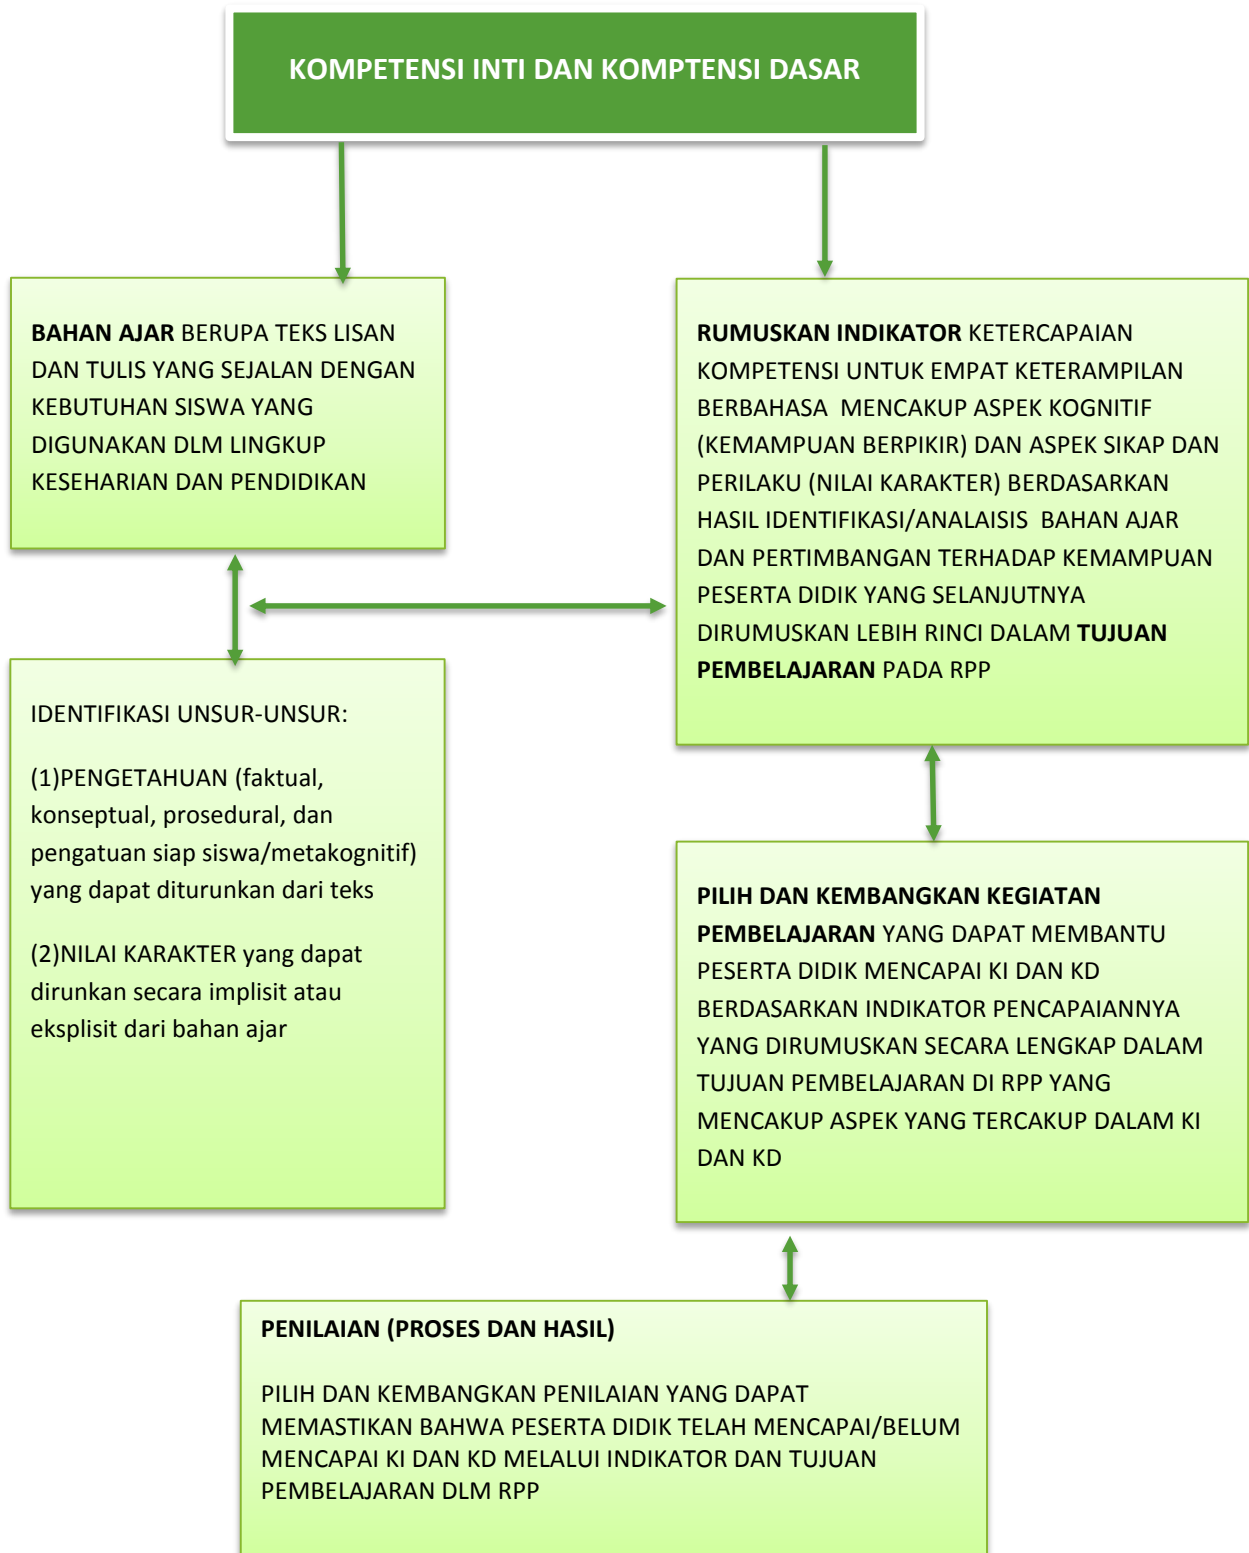 KOMPETENSI INTI DAN KOMPTENSI DASAR
BAHAN AJAR BERUPA TEKS LISAN
DAN TULIS YANG SEJALAN DENGAN
KEBUTUHAN SISWA YANG
DIGUNAKAN DLM LINGKUP
KESEHARIAN DAN PENDIDIKAN
RUMUSKAN INDIKATOR KETERCAPAIAN
KOMPETENSI UNTUK EMPAT KETERAMPILAN
BERBAHASA MENCAKUP ASPEK KOGNITIF
(KEMAMPUAN BERPIKIR) DAN ASPEK SIKAP DAN
PERILAKU (NILAI KARAKTER) BERDASARKAN
HASIL IDENTIFIKASI/ANALAISIS BAHAN AJAR
DAN PERTIMBANGAN TERHADAP KEMAMPUAN
PESERTA DIDIK YANG SELANJUTNYA
DIRUMUSKAN LEBIH RINCI DALAM TUJUAN
PEMBELAJARAN PADA RPP
IDENTIFIKASI UNSUR-UNSUR:
(1)PENGETAHUAN (faktual,
konseptual, prosedural, dan
pengatuan siap siswa/metakognitif)
yang dapat diturunkan dari teks
(2)NILAI KARAKTER yang dapat
dirunkan secara implisit atau
eksplisit dari bahan ajar
PILIH DAN KEMBANGKAN KEGIATAN
PEMBELAJARAN YANG DAPAT MEMBANTU
PESERTA DIDIK MENCAPAI KI DAN KD
BERDASARKAN INDIKATOR PENCAPAIANNYA
YANG DIRUMUSKAN SECARA LENGKAP DALAM
TUJUAN PEMBELAJARAN DI RPP YANG
MENCAKUP ASPEK YANG TERCAKUP DALAM KI
DAN KD
PENILAIAN (PROSES DAN HASIL)
PILIH DAN KEMBANGKAN PENILAIAN YANG DAPAT
MEMASTIKAN BAHWA PESERTA DIDIK TELAH MENCAPAI/BELUM
MENCAPAI KI DAN KD MELALUI INDIKATOR DAN TUJUAN
PEMBELAJARAN DLM RPP